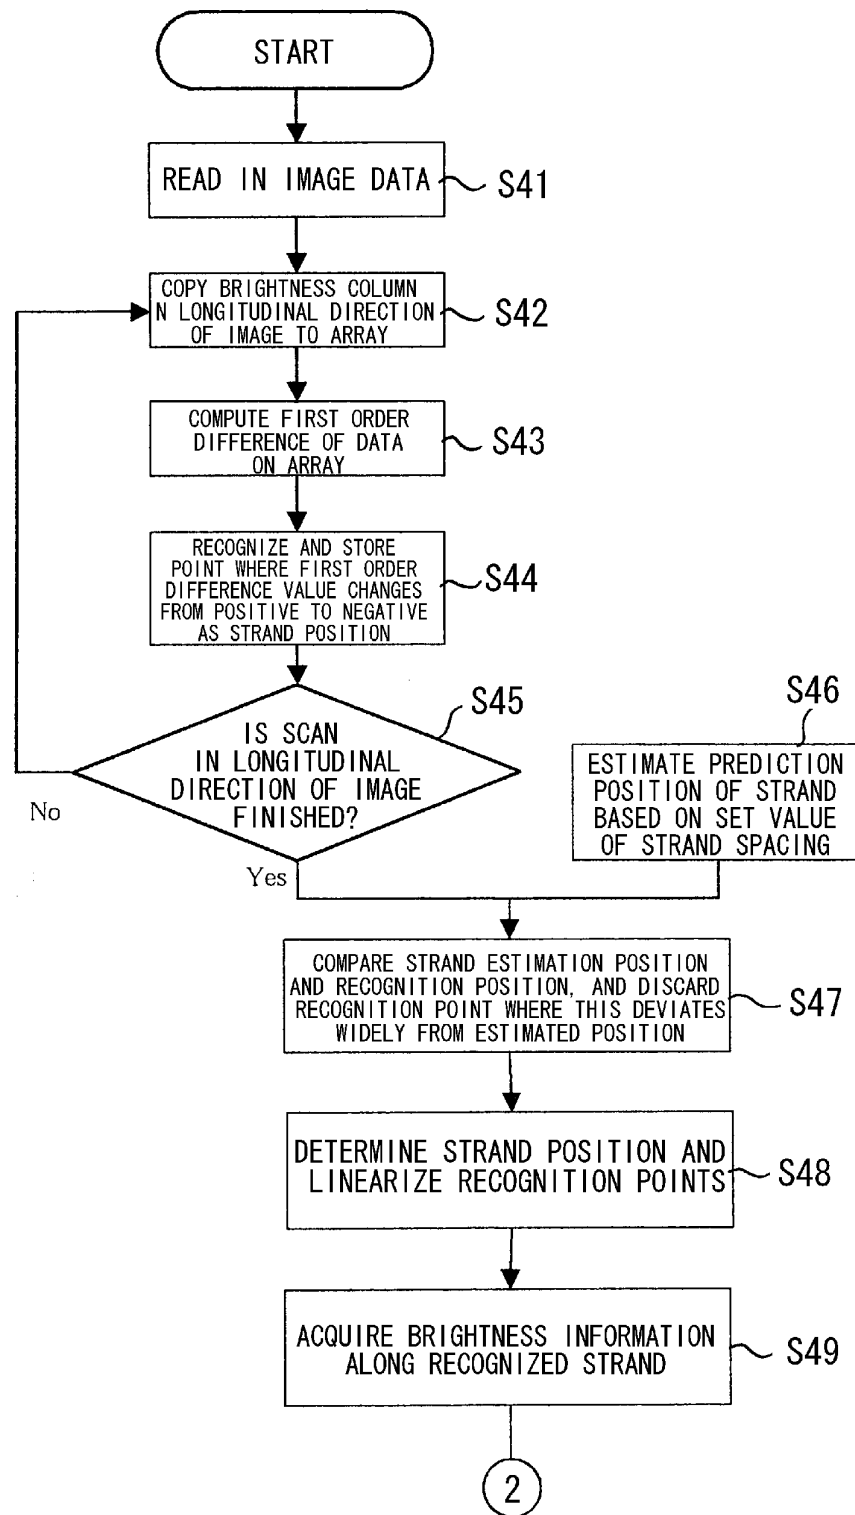 START
READ IN IMAGE DATA
S41
COPY BRIGHTNESS COLUMN
N LONGITUDINAL DIRECTION
OF IMAGE TO ARRAY
S42
COMPUTE FIRST ORDER
DIFFERENCE OF DATA
ON ARRAY
S43
RECOGNIZE AND STORE
POINT WHERE FIRST ORDER
DIFFERENCE VALUE CHANGES
FROM POSITIVE TO NEGATIVE
AS STRAND POSITION
S44
IS SCAN
IN LONGITUDINAL
DIRECTION OF IMAGE
FINISHED?
S45
No
Yes
S46
ESTIMATE PREDICTION
POSITION OF STRAND
BASED ON SET VALUE
OF STRAND SPACING
COMPARE STRAND ESTIMATION POSITION
AND RECOGNITION POSITION, AND DISCARD
RECOGNITION POINT WHERE THIS DEVIATES
WIDELY FROM ESTIMATED POSITION
S47
DETERMINE STRAND POSITION AND
LINEARIZE RECOGNITION POINTS
S48
ACQUIRE BRIGHTNESS INFORMATION
ALONG RECOGNIZED STRAND
S49
2